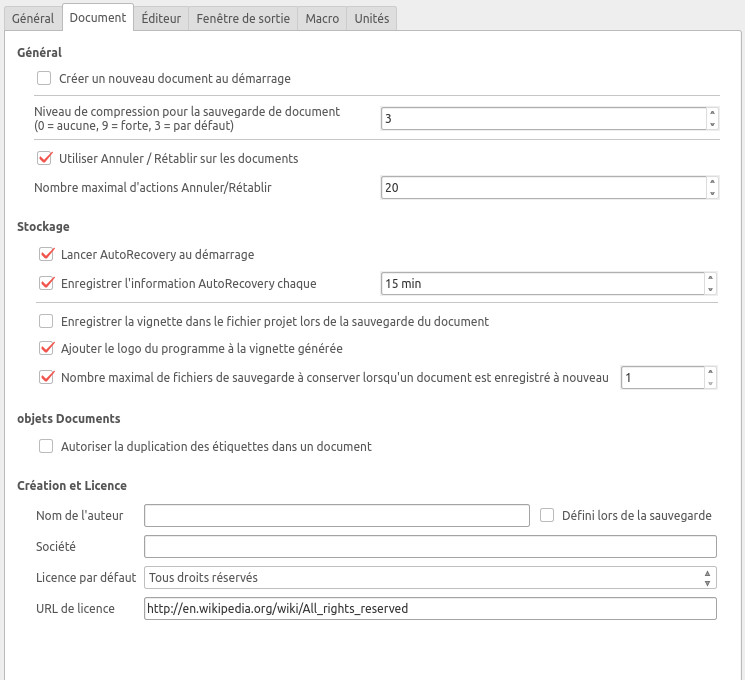 Général Document Éditeur Fenêtre de sortie Macro Unités
Général
Créer un nouveau document au démarrage
Niveau de compression pour la sauvegarde de document
(0 = aucune, 9 = forte, 3 = par défaut)
3
Utiliser Annuler / Rétablir sur les documents
Nombre maximal d'actions Annuler/Rétablir 20
Stockage
Lancer AutoRecovery au démarrage
Enregistrer l'information AutoRecovery chaque 15 min
Enregistrer la vignette dans le fichier projet lors de la sauvegarde du document
Ajouter le logo du programme à la vignette générée
Nombre maximal de fichiers de sauvegarde à conserver lorsqu'un document est enregistré à nouveau 1
objets Documents
Autoriser la duplication des étiquettes dans un document
Création et Licence
Nom de l'auteur Défini lors de la sauvegarde
Société
Licence par défaut Tous droits réservés
URL de licence http://en.wikipedia.org/wiki/All_rights_reserved